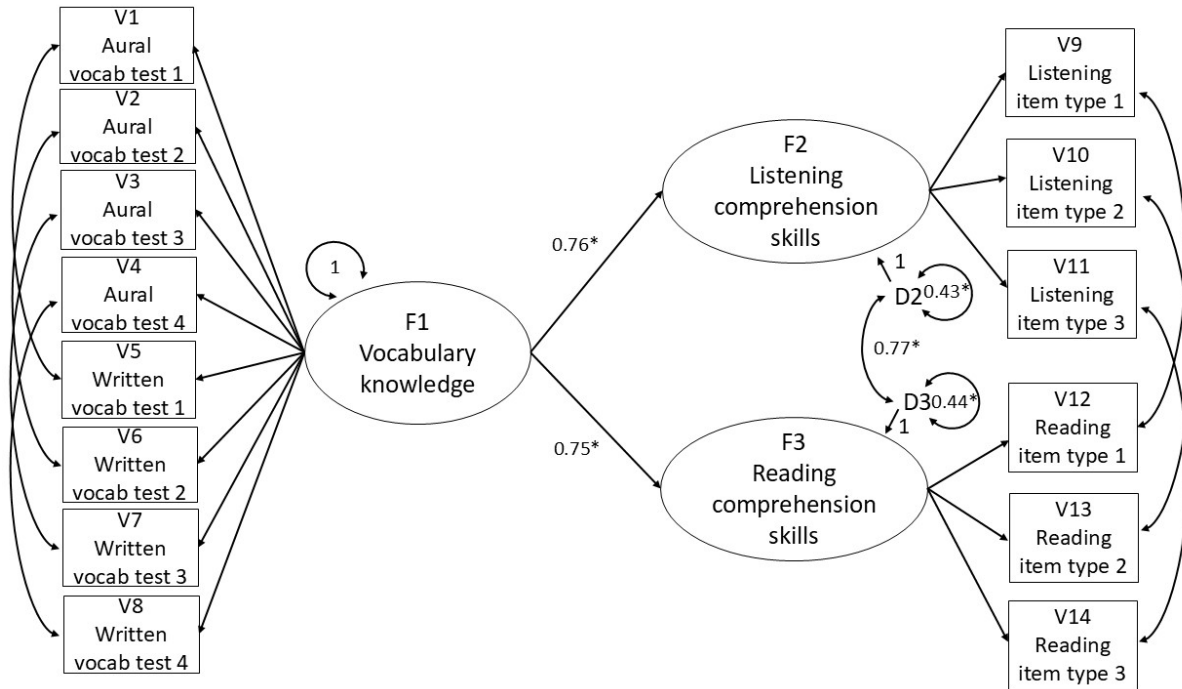 V1
Aural
vocab test 1
V2
Aural
vocab test 2
V3
Aural
vocab test 3
V4
Aural
vocab test 4
V5
Written
vocab test 1
V6
Written
vocab test 2
V7
Written
vocab test 3
V8
Written
vocab test 4
1
F1
Vocabulary
knowledge
0.76*
0.75*
F2
Listening
comprehension
skills
1
D2
0.43*
0.77*
D3
0.44*
1
F3
Reading
comprehension
skills
V9
Listening
item type 1
V10
Listening
item type 2
V11
Listening
item type 3
V12
Reading
item type 1
V13
Reading
item type 2
V14
Reading
item type 3